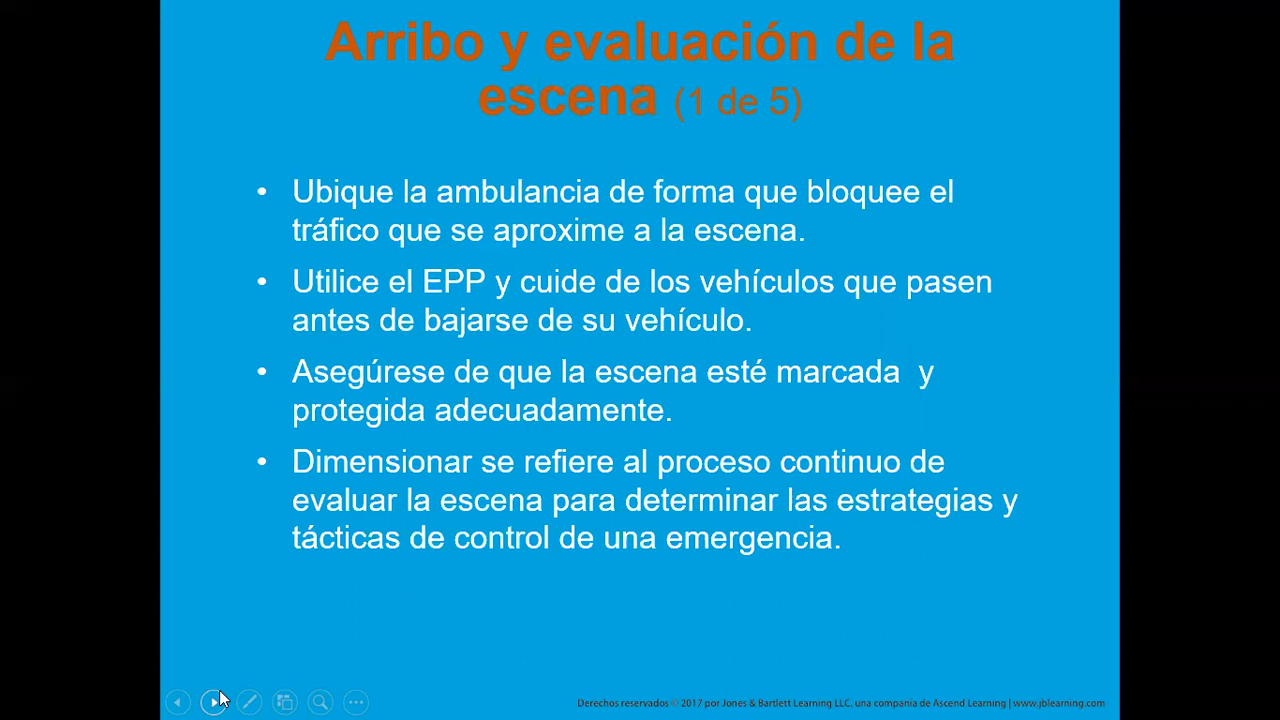 Arribo y evaluación de la
escena (1 de 5)
• Ubique la ambulancia de forma que bloquee el
tráfico que se aproxime a la escena.
• Utilice el EPP y cuide de los vehículos que pasen
antes de bajarse de su vehículo.
• Asegúrese de que la escena esté marcada  y
protegida adecuadamente.
• Dimensionar se refiere al proceso continuo de
evaluar la escena para determinar las estrategias y
tácticas de control de una emergencia.
Derechos reservados © 2017 por Jones & Bartlett Learning LLC, una compañía de Ascend Learning | www.jblearning.com